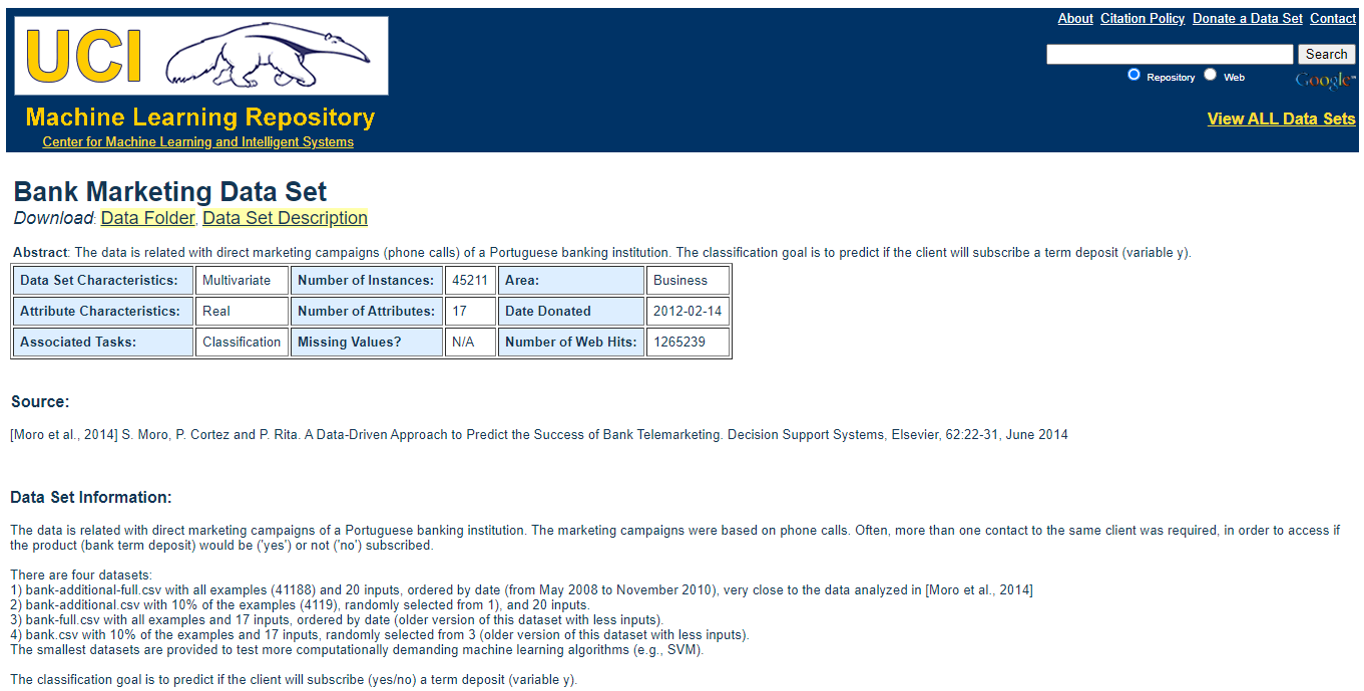 About Citation Policy Donate a Data Set Contact
UCI
Search
Repository Web Google™
Machine Learning Repository
View ALL Data Sets
Center for Machine Learning and Intelligent Systems
Bank Marketing Data Set
Download: Data Folder, Data Set Description
Abstract: The data is related with direct marketing campaigns (phone calls) of a Portuguese banking institution. The classification goal is to predict if the client will subscribe a term deposit (variable y).
Data Set Characteristics: Multivariate Number of Instances: 45211 Area: Business
Attribute Characteristics: Real Number of Attributes: 17 Date Donated 2012-02-14
Associated Tasks: Classification Missing Values? N/A Number of Web Hits: 1265239
Source:
[Moro et al., 2014] S. Moro, P. Cortez and P. Rita. A Data-Driven Approach to Predict the Success of Bank Telemarketing. Decision Support Systems, Elsevier, 62:22-31, June 2014
Data Set Information:
The data is related with direct marketing campaigns of a Portuguese banking institution. The marketing campaigns were based on phone calls. Often, more than one contact to the same client was required, in order to access if
the product (bank term deposit) would be ('yes') or not ('no') subscribed.
There are four datasets:
1) bank-additional-full.csv with all examples (41188) and 20 inputs, ordered by date (from May 2008 to November 2010), very close to the data analyzed in [Moro et al., 2014]
2) bank-additional.csv with 10% of the examples (4119), randomly selected from 1), and 20 inputs.
3) bank-full.csv with all examples and 17 inputs, ordered by date (older version of this dataset with less inputs).
4) bank.csv with 10% of the examples and 17 inputs, randomly selected from 3 (older version of this dataset with less inputs).
The smallest datasets are provided to test more computationally demanding machine learning algorithms (e.g., SVM).
The classification goal is to predict if the client will subscribe (yes/no) a term deposit (variable y).